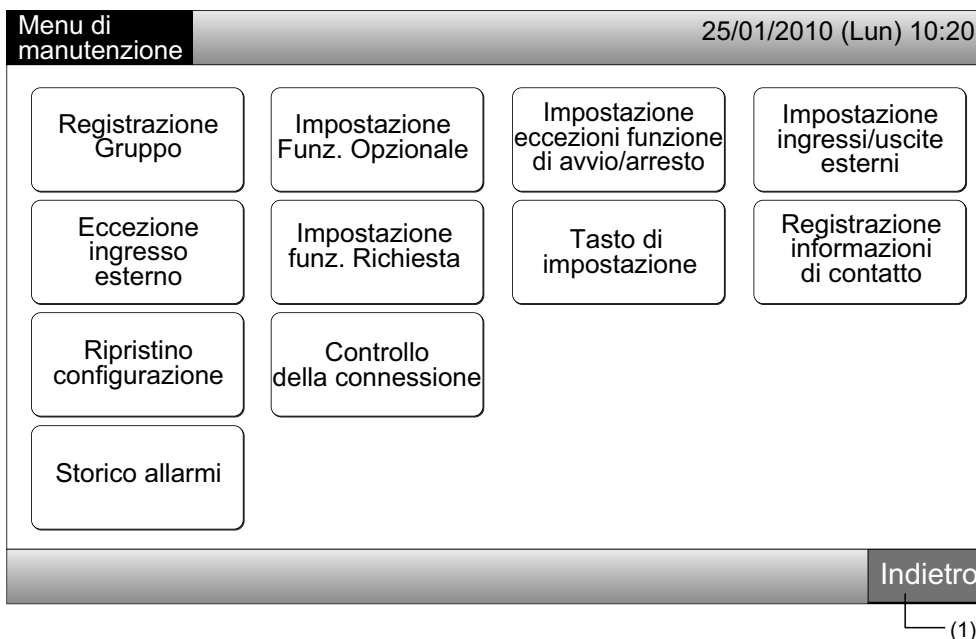 Menu di
manutenzione
25/01/2010 (Lun) 10:20
Registrazione
Gruppo
Impostazione
Funz. Opzionale
Impostazione
eccezioni funzione
di avvio/arresto
Impostazione
ingressi/uscite
esterni
Eccezione
ingresso
esterno
Impostazione
funz. Richiesta
Tasto di
impostazione
Registrazione
informazioni
di contatto
Ripristino
configurazione
Controllo
della connessione
Storico allarmi
Indietro
(1)